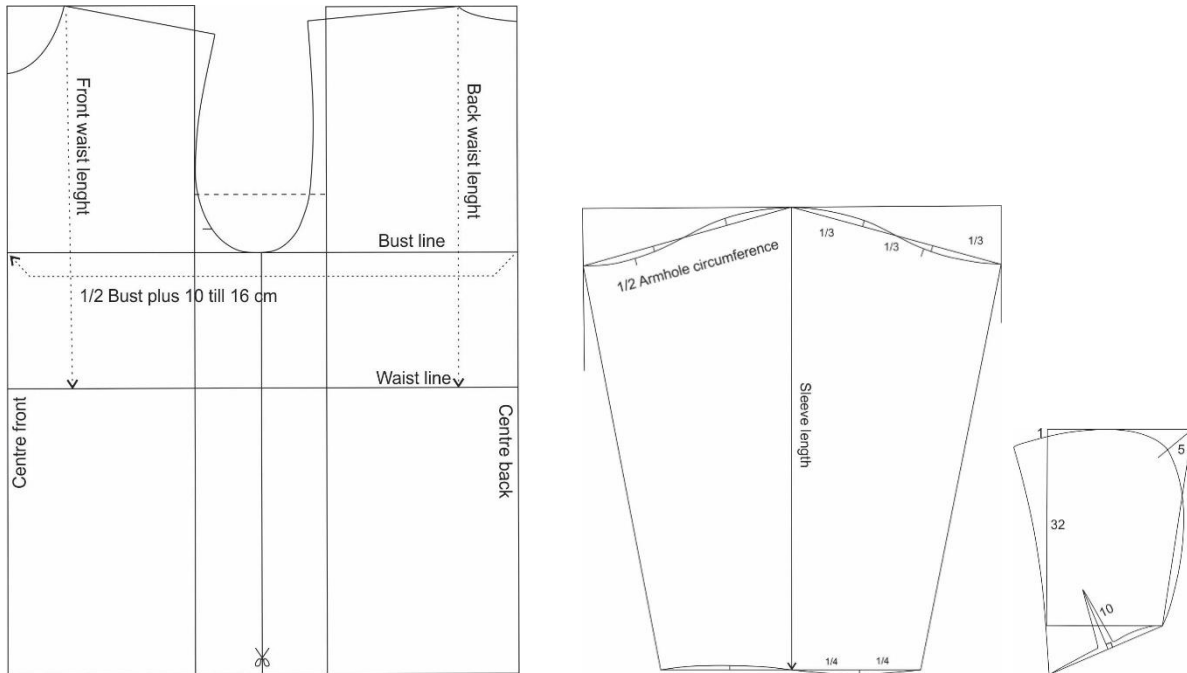 Front waist lenght
Back waist lenght
Bust line
1/2 Bust plus 10 till 16 cm
Waist line
Centre front
Centre back
1/2 Armhole circumference
1/3
1/3
1/3
Sleeve length
1/4
1/4
1
5
32
10